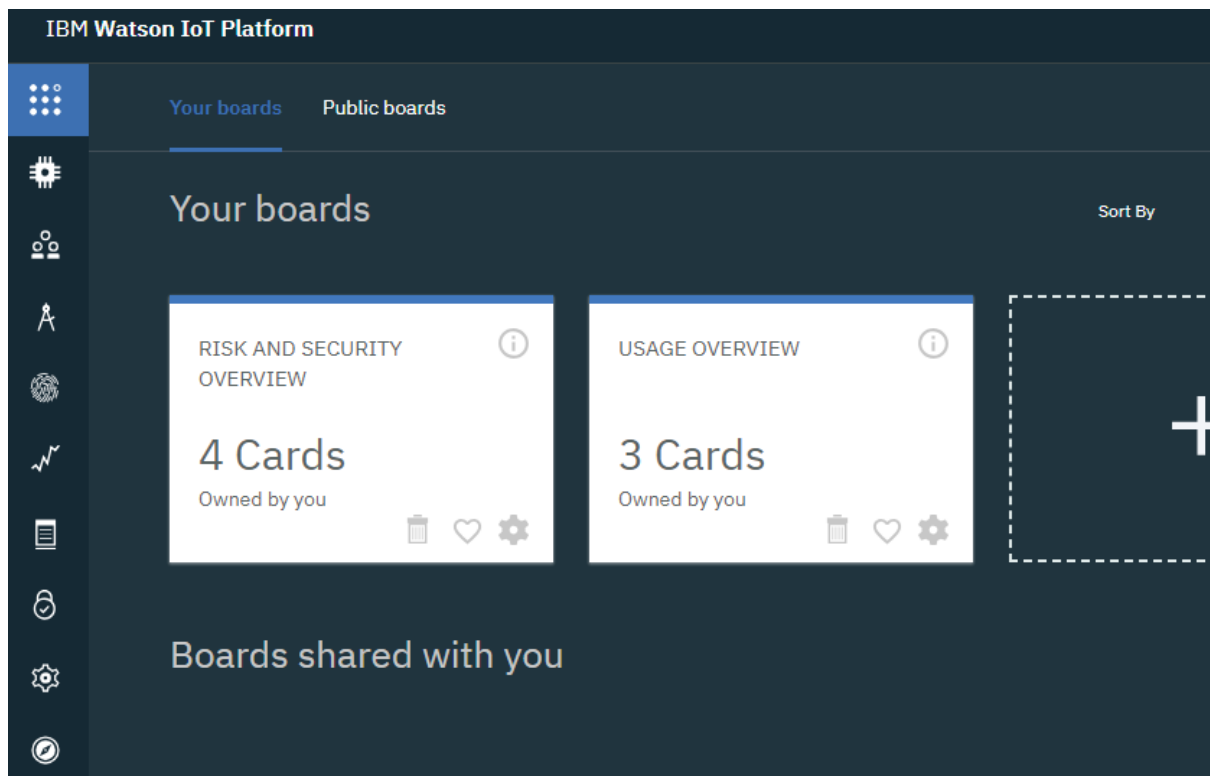 IBM Watson IoT Platform
Your boards
Public boards
Your boards
Sort By
RISK AND SECURITY
OVERVIEW
4 Cards
Owned by you
USAGE OVERVIEW
3 Cards
Owned by you
Boards shared with you